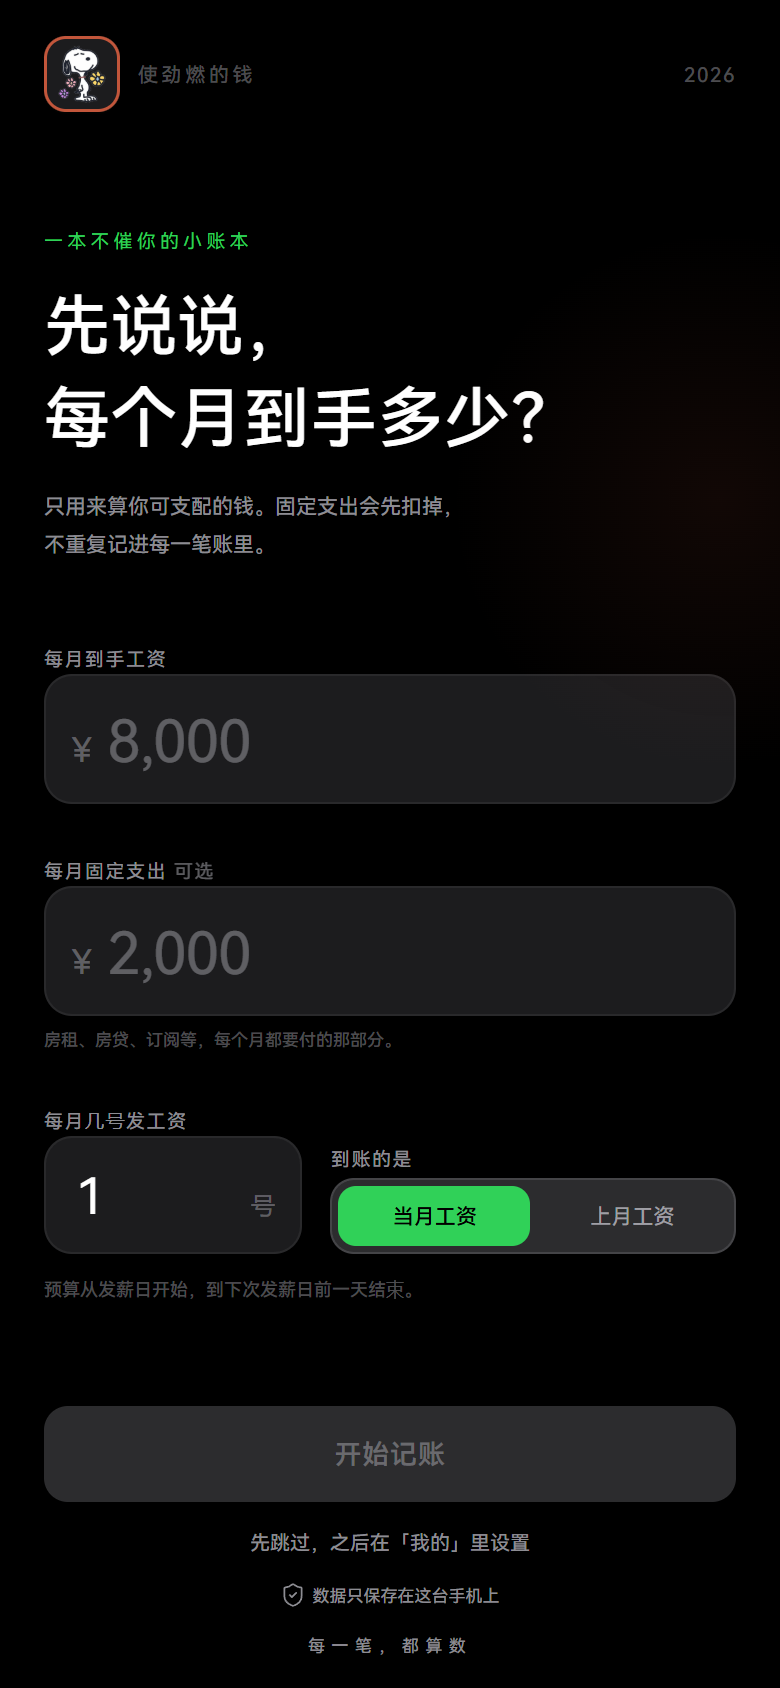 使劲燃的钱
2026
一本不催你的小账本
先说说，
每个月到手多少？
只用来算你可支配的钱。固定支出会先扣掉，
不重复记进每一笔账里。
每月到手工资
¥ 8,000
每月固定支出 可选
¥ 2,000
房租、房贷、订阅等，每个月都要付的那部分。
每月几号发工资
1 号
到账的是
当月工资 上月工资
预算从发薪日开始，到下次发薪日前一天结束。
开始记账
先跳过，之后在「我的」里设置
数据只保存在这台手机上
每一笔，都算数